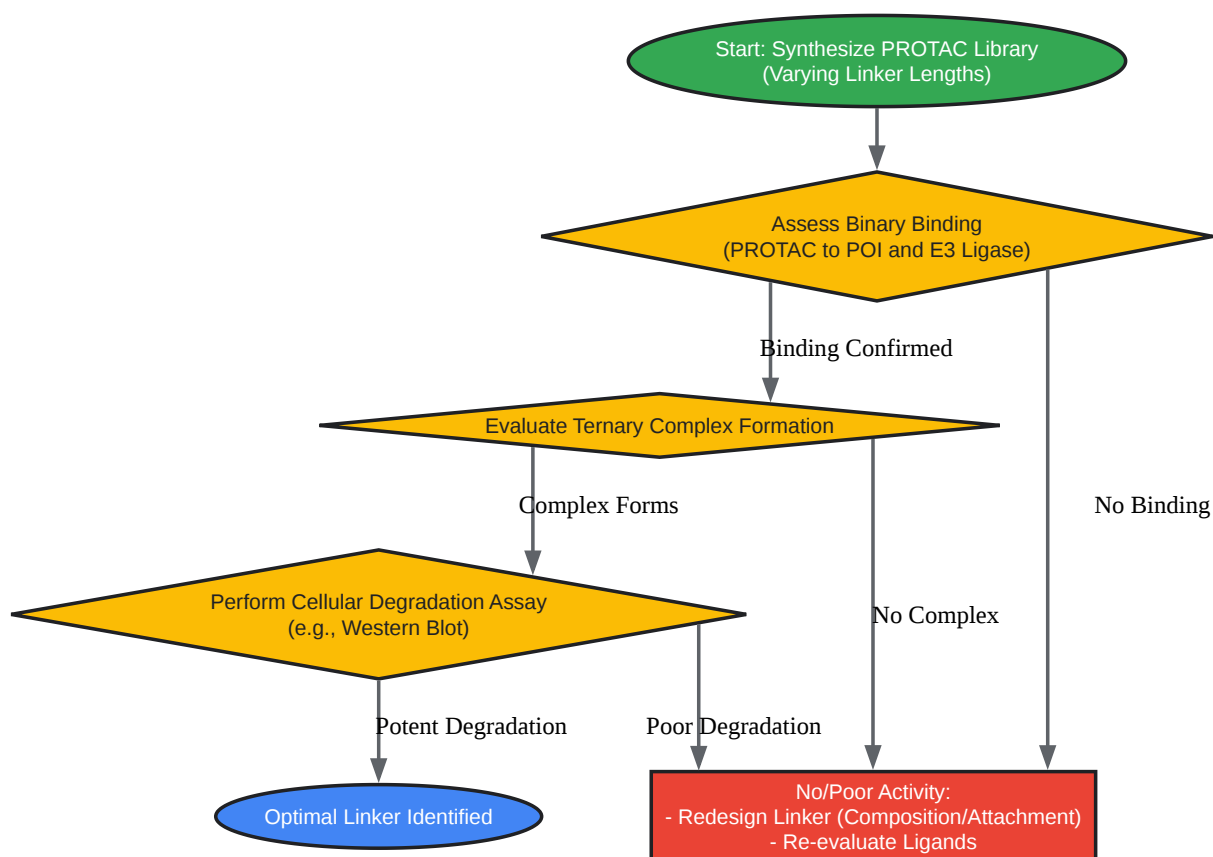 Start: Synthesize PROTAC Library
(Varying Linker Lengths)
Assess Binary Binding
(PROTAC to POI and E3 Ligase)
Binding Confirmed
Evaluate Ternary Complex Formation
Complex Forms
No Binding
Perform Cellular Degradation Assay
(e.g., Western Blot)
No Complex
Potent Degradation
Poor Degradation
Optimal Linker Identified
No/Poor Activity:
- Redesign Linker (Composition/Attachment)
- Re-evaluate Ligands